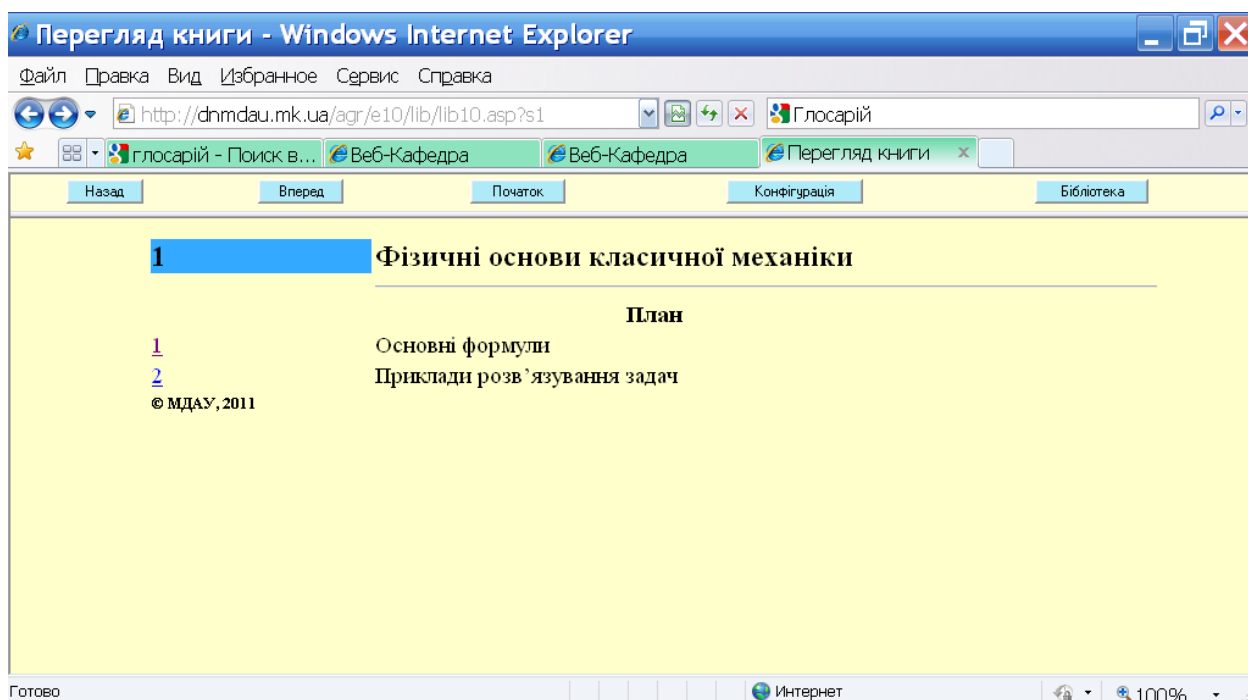 Перегляд книги - Windows Internet Explorer
Файл Правка Вид Избранное Сервис Справка
http://dnmdau.mk.ua/agr/e10/lib/lib10.asp?s1 Глосарій
глосарій - Поиск в... Веб-Кафедра Веб-Кафедра Перегляд книги x
Назад Вперед Початок Конфігурація Бібліотека
1 Фізичні основи класичної механіки
План
1 Основні формули
2 Приклади розв’язування задач
© МДАУ, 2011
Готово Интернет 100%